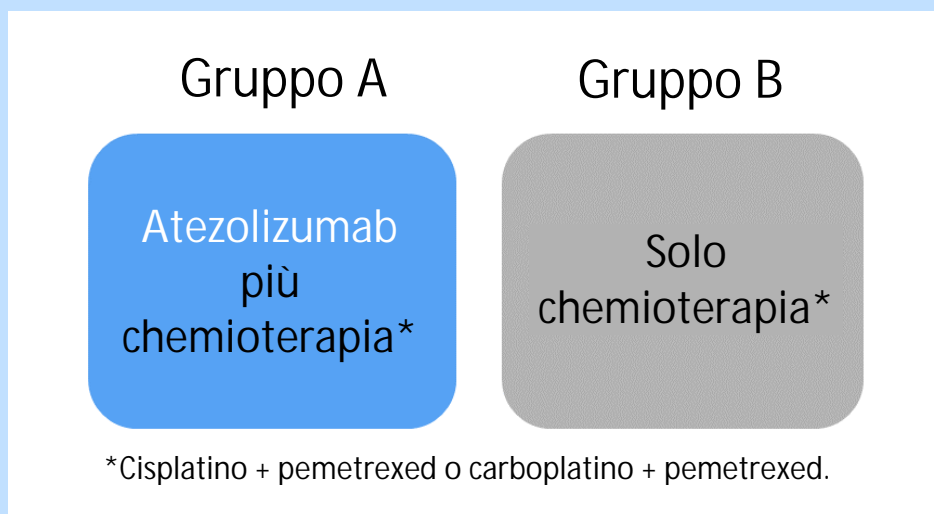 Gruppo A
Gruppo B
Atezolizumab
più
chemioterapia*
Solo
chemioterapia*
*Cisplatino + pemetrexed o carboplatino + pemetrexed.